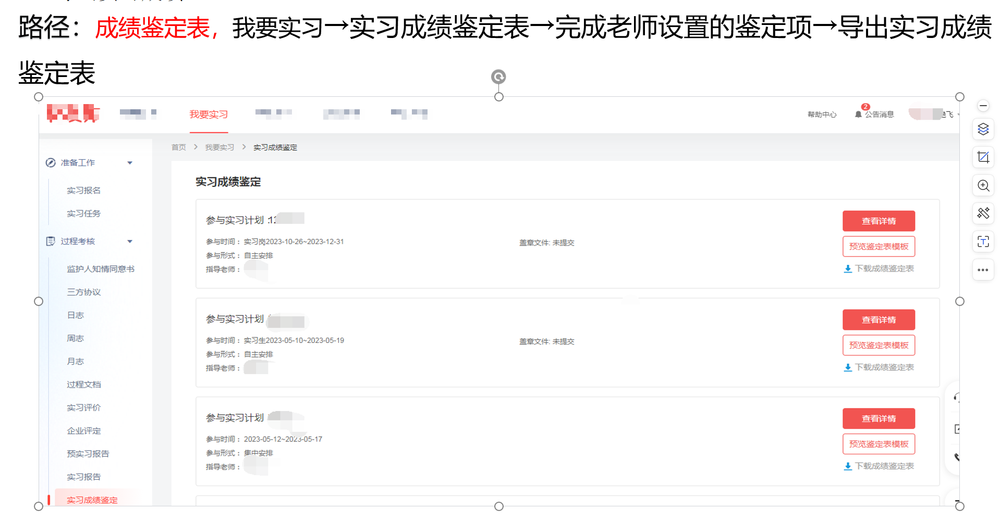 路径：成绩鉴定表，我要实习→实习成绩鉴定表→完成老师设置的鉴定项→导出实习成绩
鉴定表
我要实习
帮助中心
2
公告消息
飞
首页 > 我要实习 > 实习成绩鉴定
准备工作
实习报名
实习任务
过程考核
监护人知情同意书
三方协议
日志
周志
月志
过程文档
实习评价
企业评定
预实习报告
实习报告
实习成绩鉴定
实习成绩鉴定
参与实习计划 :12
参与时间： 实习岗2023-10-26~2023-12-31
参与形式： 自主安排
指导老师：
盖章文件: 未提交
查看详情
预览鉴定表模板
下载成绩鉴定表
参与实习计划
参与时间： 实习生2023-05-10~2023-05-19
参与形式： 自主安排
指导老师：
盖章文件: 未提交
查看详情
预览鉴定表模板
下载成绩鉴定表
参与实习计划
参与时间： 2023-05-12~2023-05-17
参与形式： 集中安排
指导老师：
查看详情
预览鉴定表模板
下载成绩鉴定表